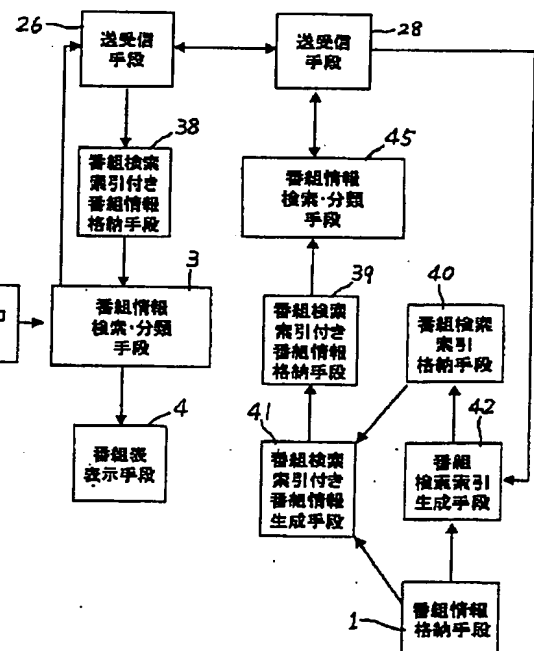 26
送受信
手段
28
送受信
手段
38
番組検索
索引付き
番組情報
格納手段
45
番組情報
検索・分類
手段
3
番組情報
検索・分類
手段
39
番組検索
索引付き
番組情報
格納手段
40
番組検索
索引
格納手段
4
番組表
表示手段
41
番組検索
索引付き
番組情報
生成手段
42
番組
検索索引
生成手段
1
番組情報
格納手段